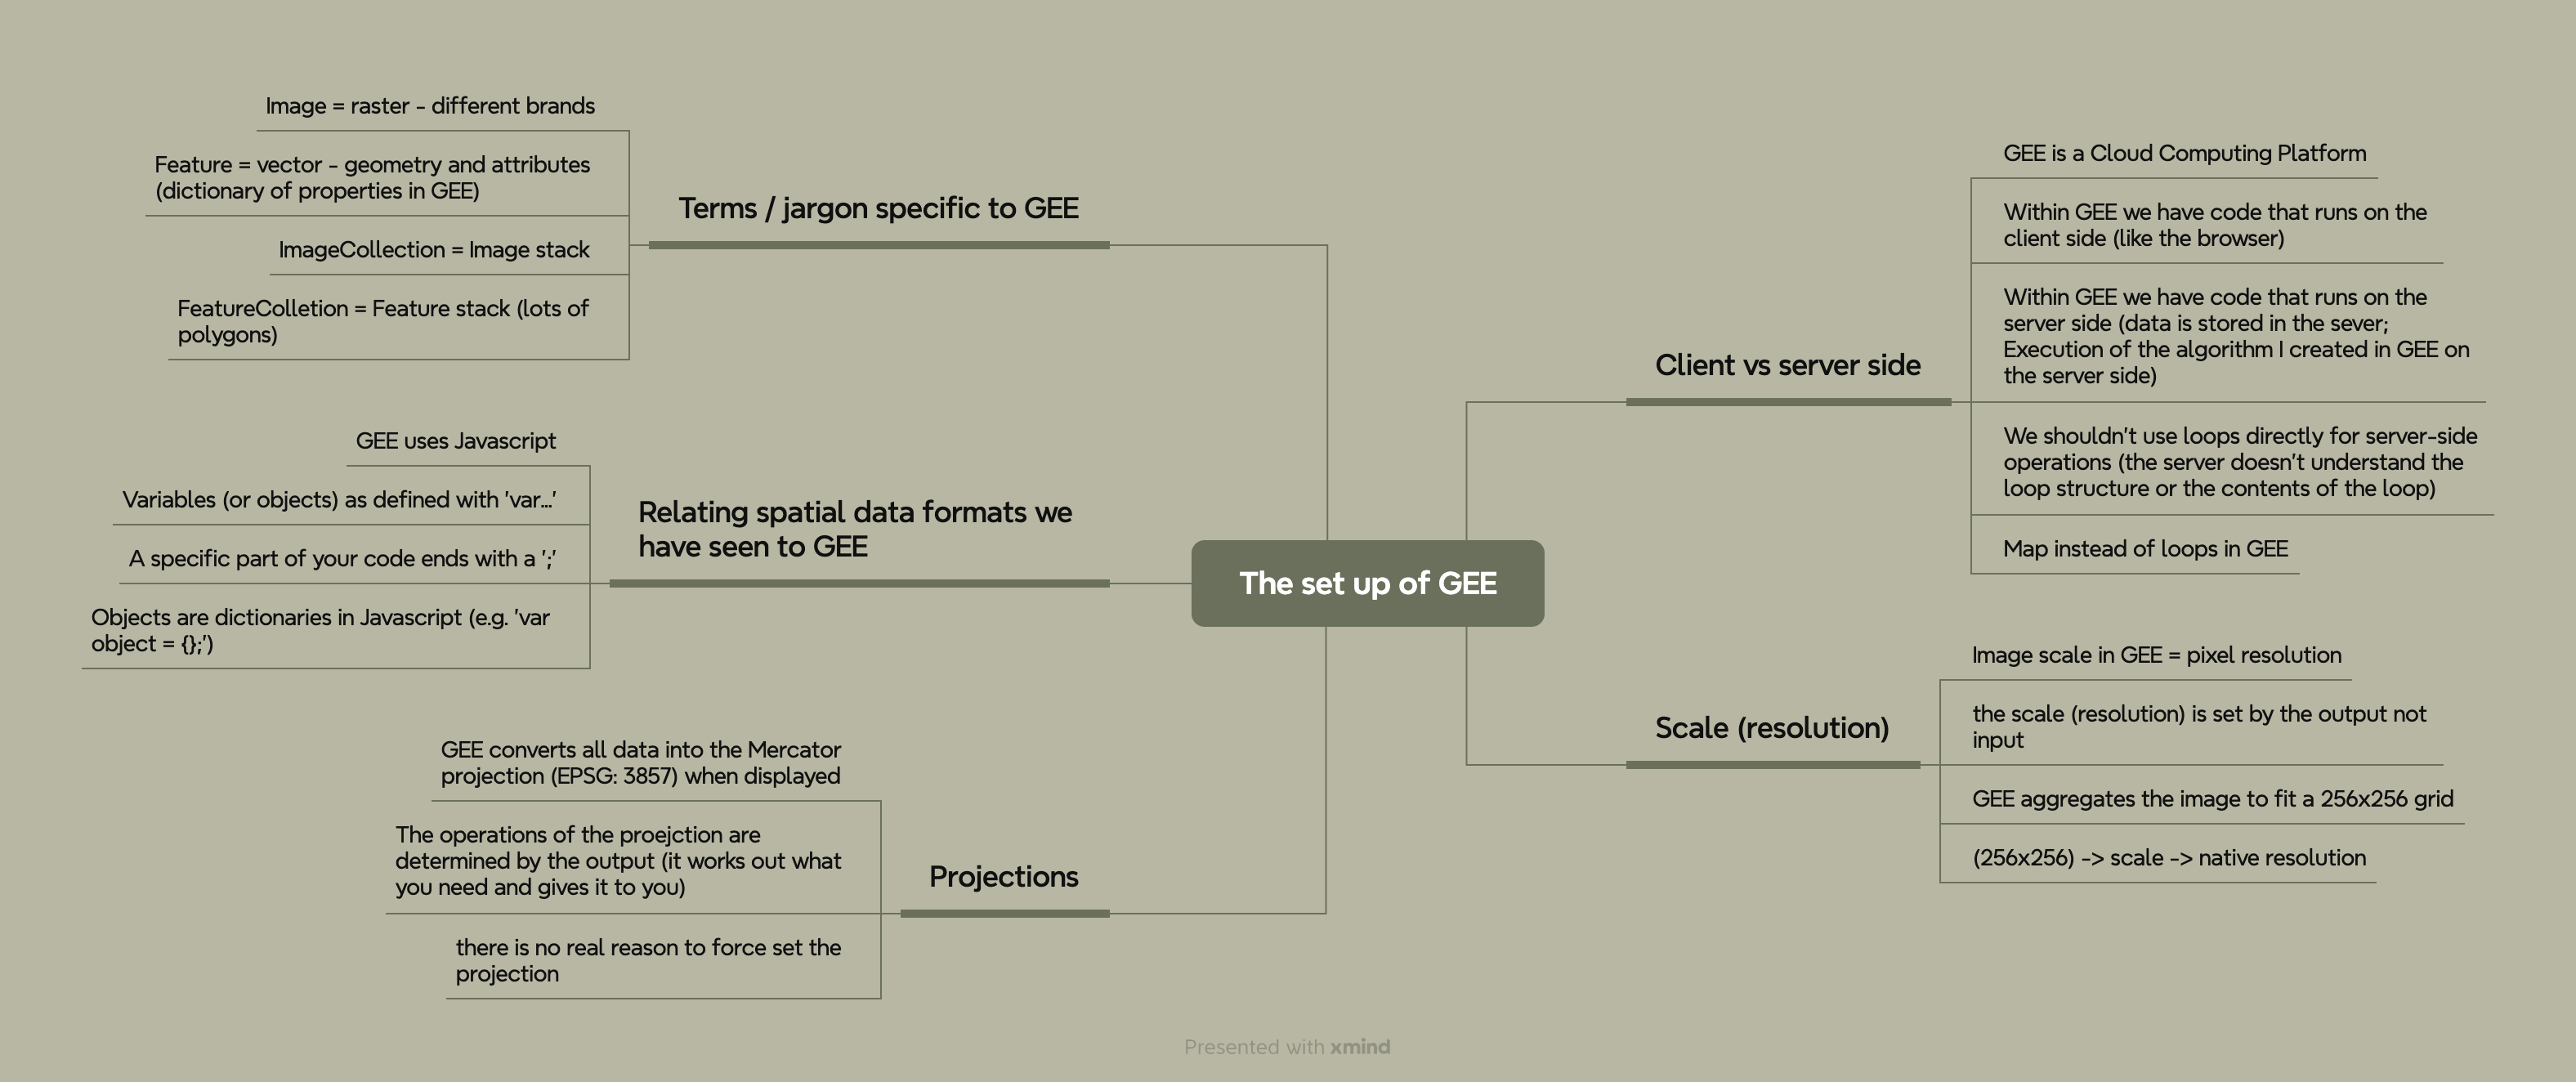 Image = raster - different brands
Feature = vector - geometry and attributes
(dictionary of properties in GEE)
ImageCollection = Image stack
FeatureColletion = Feature stack (lots of
polygons)
Terms / jargon specific to GEE
GEE uses Javascript
Variables (or objects) as defined with 'var...'
A specific part of your code ends with a ';'
Objects are dictionaries in Javascript (e.g. 'var
object = {};')
Relating spatial data formats we
have seen to GEE
GEE converts all data into the Mercator
projection (EPSG: 3857) when displayed
The operations of the proejction are
determined by the output (it works out what
you need and gives it to you)
there is no real reason to force set the
projection
Projections
The set up of GEE
Client vs server side
GEE is a Cloud Computing Platform
Within GEE we have code that runs on the
client side (like the browser)
Within GEE we have code that runs on the
server side (data is stored in the sever;
Execution of the algorithm I created in GEE on
the server side)
We shouldn't use loops directly for server-side
operations (the server doesn't understand the
loop structure or the contents of the loop)
Map instead of loops in GEE
Scale (resolution)
Image scale in GEE = pixel resolution
the scale (resolution) is set by the output not
input
GEE aggregates the image to fit a 256x256 grid
(256x256) -> scale -> native resolution
Presented with xmind